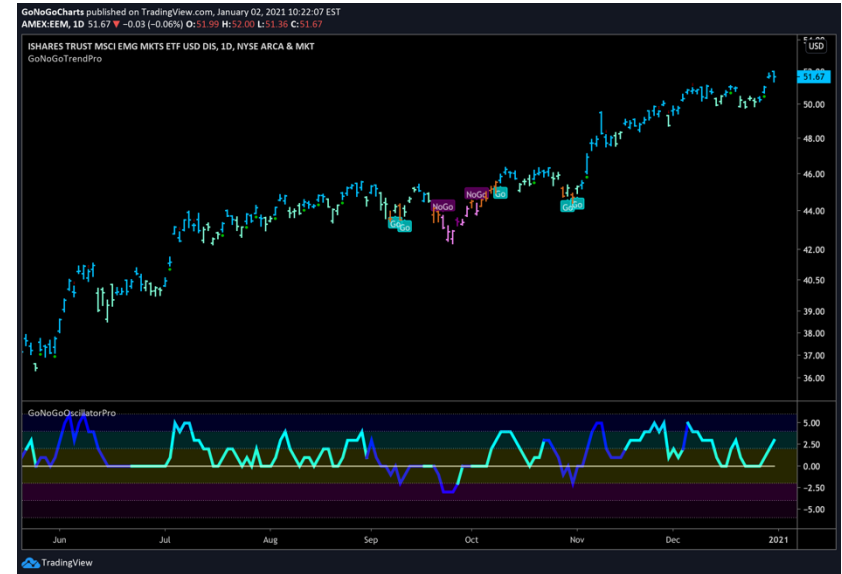 GoNoGoCharts published on TradingView.com, January 02, 2021 10:22:07 EST
AMEX:EEM, 1D 51.67 ▼ −0.03 (−0.06%) O:51.99 H:52.00 L:51.36 C:51.67
ISHARES TRUST MSCI EMG MKTS ETF USD DIS, 1D, NYSE ARCA & MKT
GoNoGoTrendPro
USD
51.67
50.00
48.00
46.00
NoGo
NoGo
Go
Go
Go
Go
Go
44.00
42.00
40.50
39.00
38.00
37.00
36.00
GoNoGoOscillatorPro
5.00
2.50
0.00
−2.50
−5.00
Jun Jul Aug Sep Oct Nov Dec 2021
TradingView